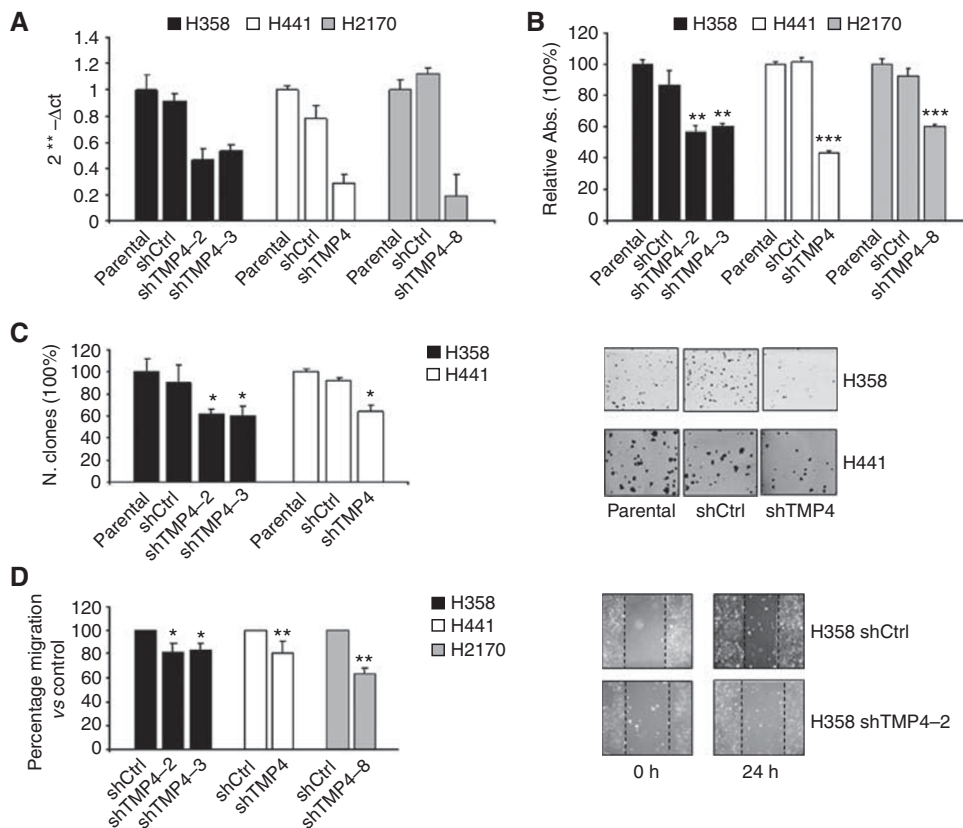 A
H358 H441 H2170
2 ** –Δct
1.4
1.2
1
0.8
0.6
0.4
0.2
0
Parental
shCtrl
shTMP4–2
shTMP4–3
Parental
shCtrl
shTMP4
Parental
shCtrl
shTMP4–8
B
H358 H441 H2170
Relative Abs. (100%)
120
100
80
60
40
20
0
** ** *** ***
Parental
shCtrl
shTMP4–2
shTMP4–3
Parental
shCtrl
shTMP4
Parental
shCtrl
shTMP4–8
C
N. clones (100%)
120
100
80
60
40
20
0
* * *
H358
H441
Parental
shCtrl
shTMP4–2
shTMP4–3
Parental
shCtrl
shTMP4
H358
H441
Parental shCtrl shTMP4
D
Percentage migration
vs control
120
100
80
60
40
20
0
* * ** **
H358
H441
H2170
shCtrl
shTMP4–2
shTMP4–3
shCtrl
shTMP4
shCtrl
shTMP4–8
H358 shCtrl
H358 shTMP4–2
0 h 24 h